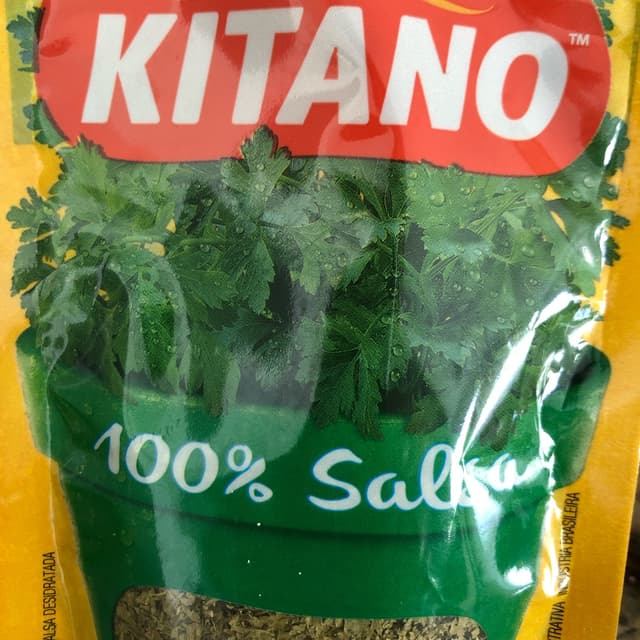 KITANO™
100% Salsa
SALSA DESIDRATADA
INDÚSTRIA BRASILEIRA